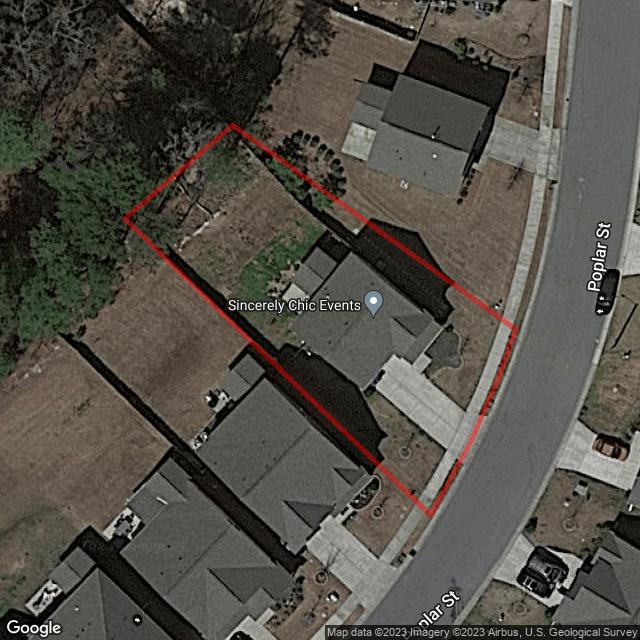 Poplar St
Sincerely Chic Events
plar St
Google
Map data ©2023 Imagery ©2023 Airbus, U.S. Geological Survey